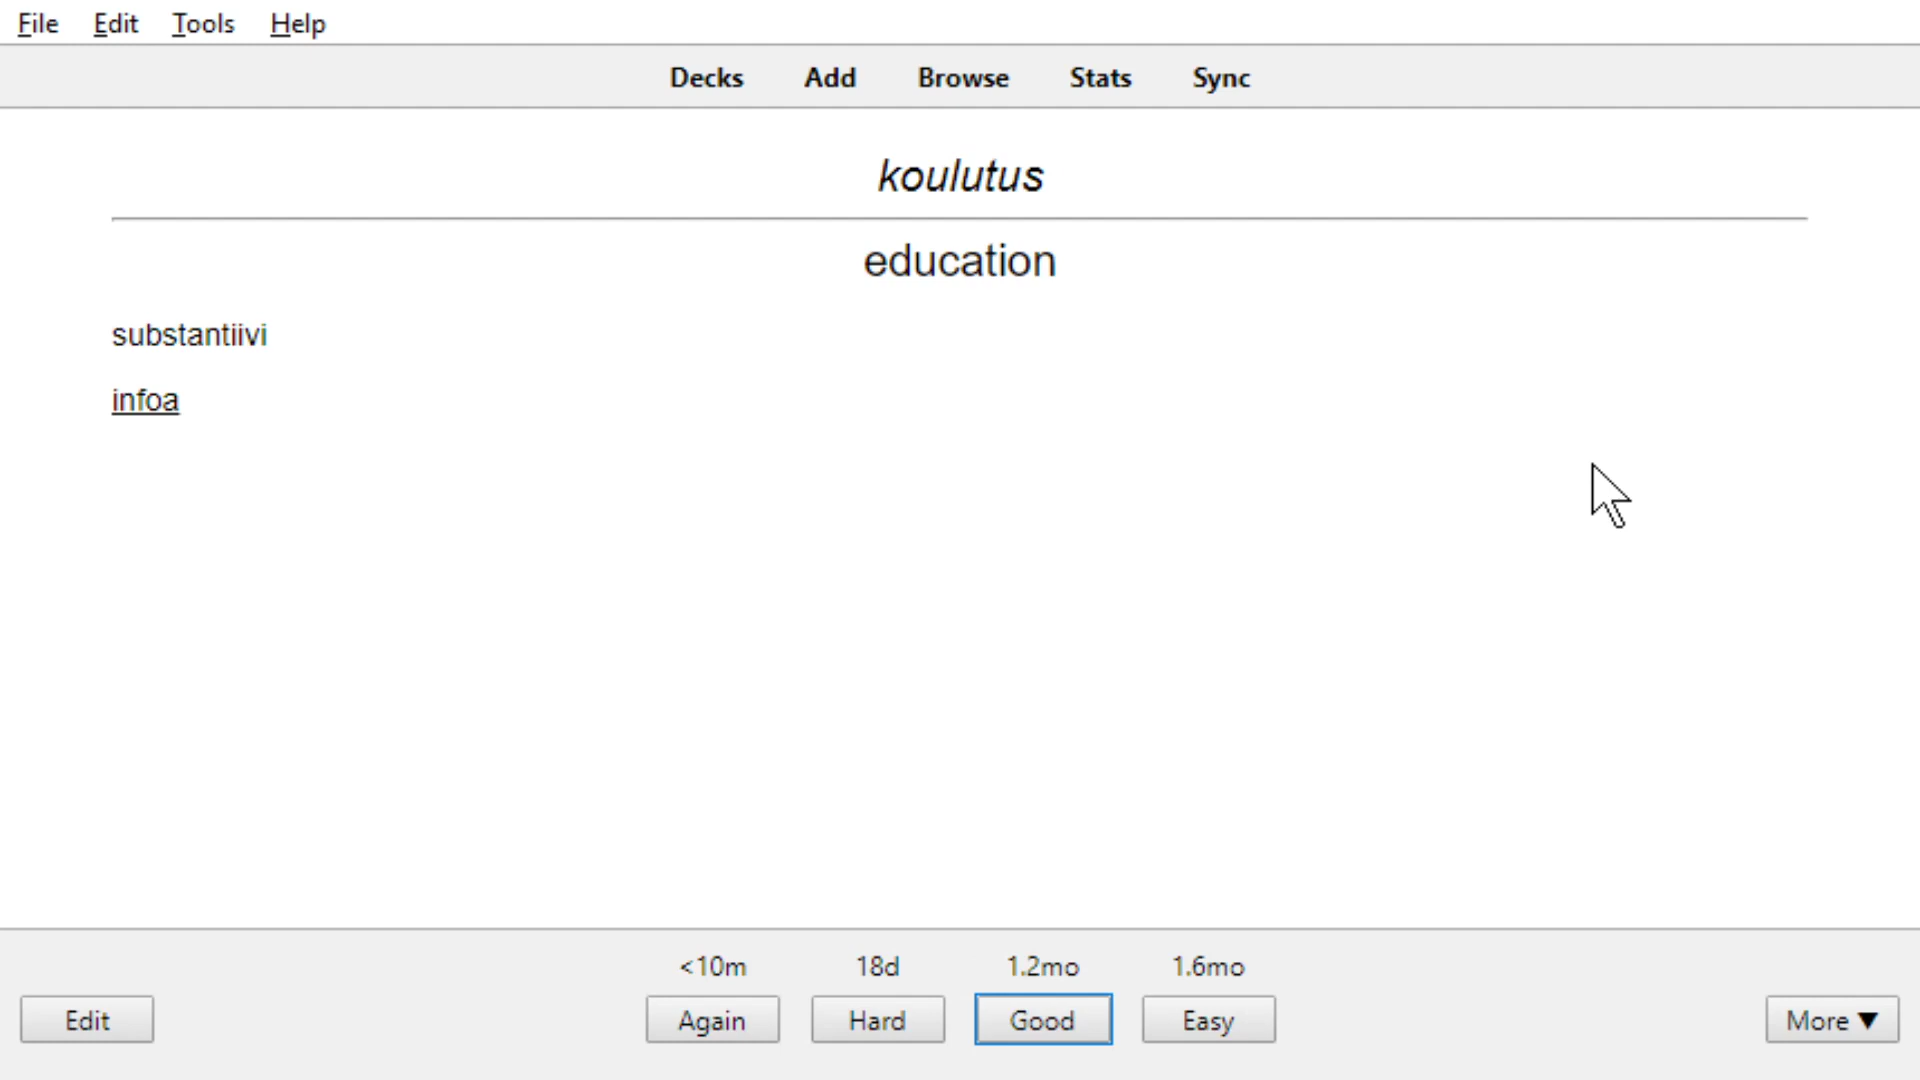 File Edit Tools Help
Decks Add Browse Stats Sync
koulutus
education
substantiivi
infoa
<10m 18d 1.2mo 1.6mo
Edit Again Hard Good Easy More ▼